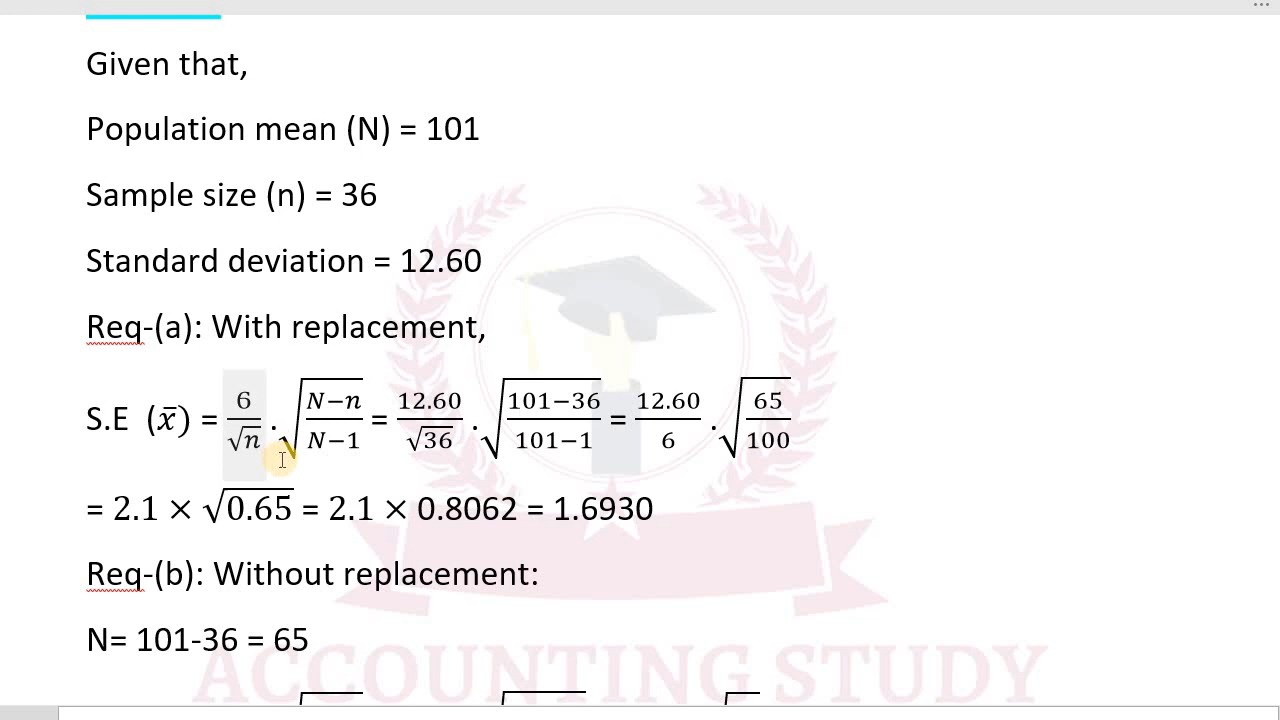 Given that,
Population mean (N) = 101
Sample size (n) = 36
Standard deviation = 12.60
Req-(a): With replacement,
S.E (x̄) = 6/√n . √((N−n)/(N−1)) = 12.60/√36 . √((101−36)/(101−1)) = 12.60/6 . √(65/100)
= 2.1 × √0.65 = 2.1 × 0.8062 = 1.6930
Req-(b): Without replacement:
N= 101-36 = 65
ACCOUNTING STUDY